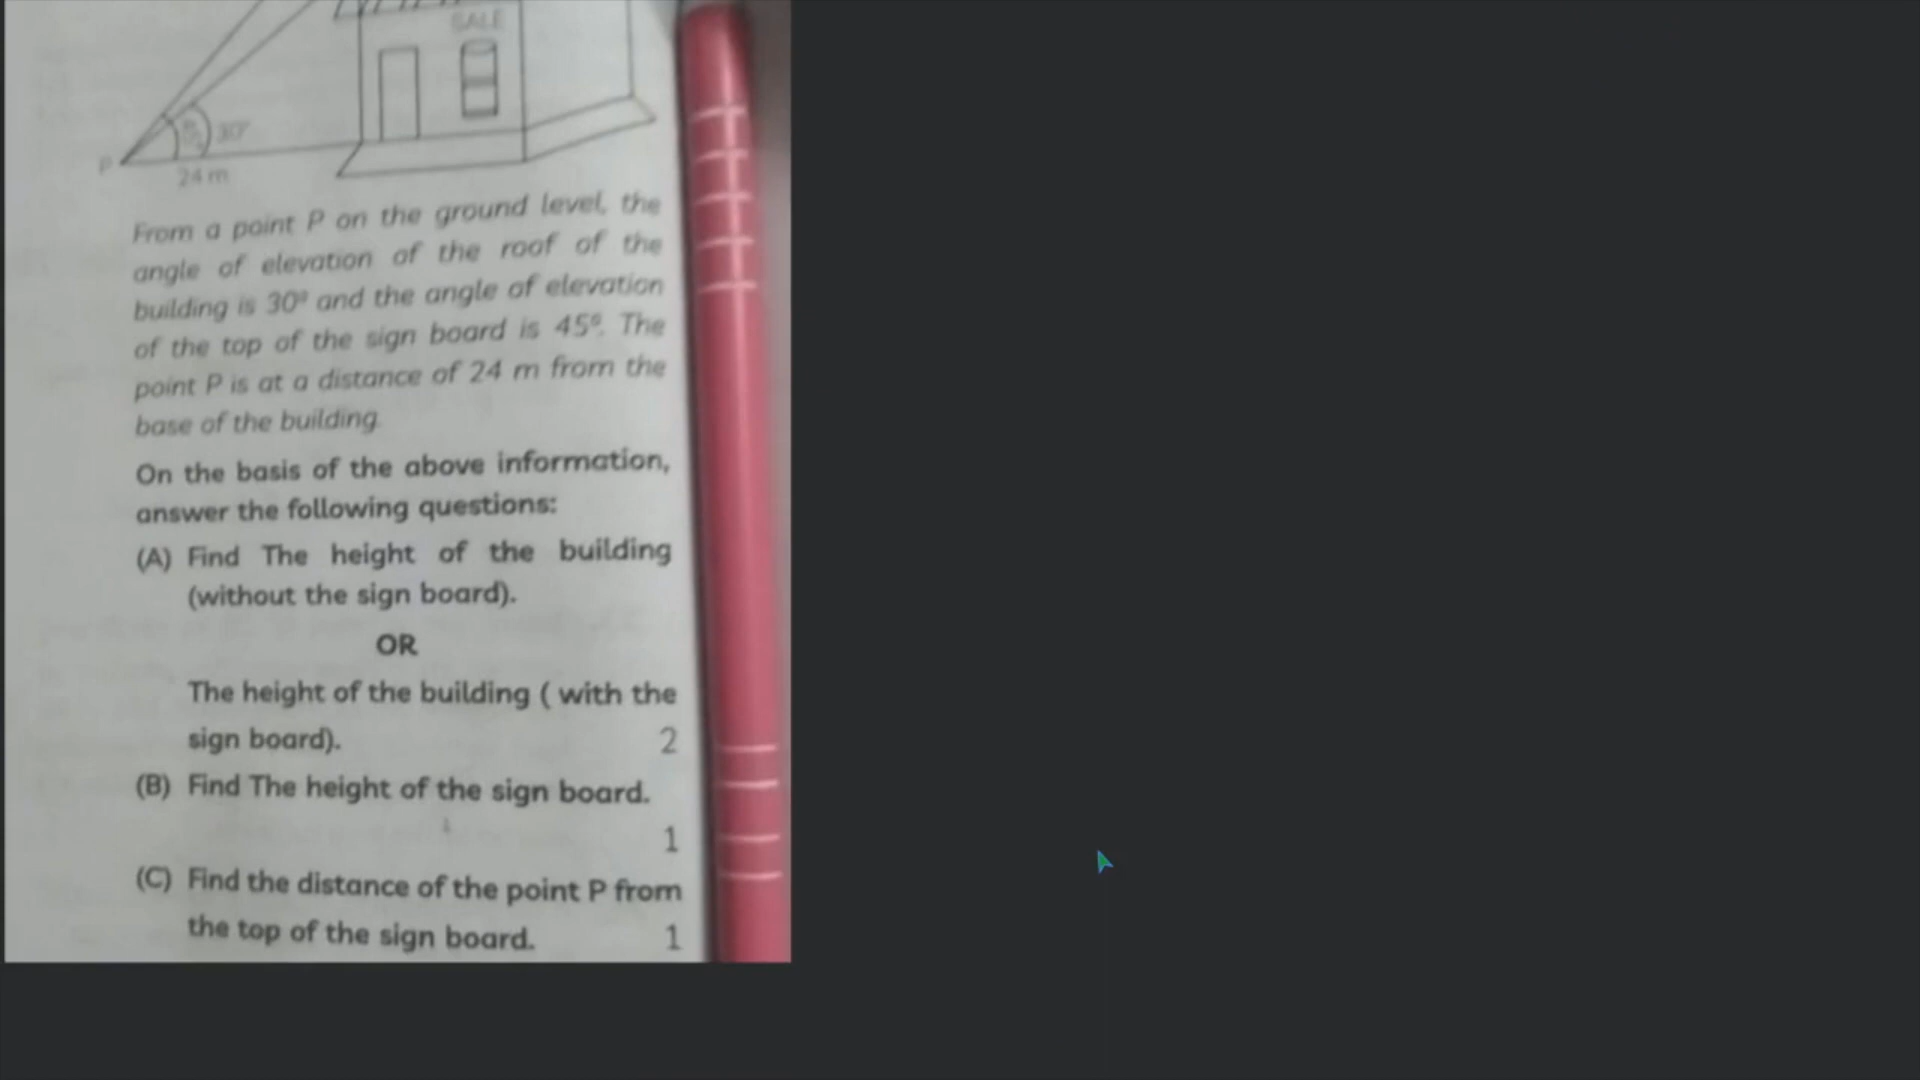 SALE
30°
P
24 m
From a point P on the ground level, the
angle of elevation of the roof of the
building is 30° and the angle of elevation
of the top of the sign board is 45°. The
point P is at a distance of 24 m from the
base of the building.
On the basis of the above information,
answer the following questions:
(A) Find The height of the building
(without the sign board).
OR
The height of the building ( with the
sign board). 2
(B) Find The height of the sign board.
1
(C) Find the distance of the point P from
the top of the sign board. 1